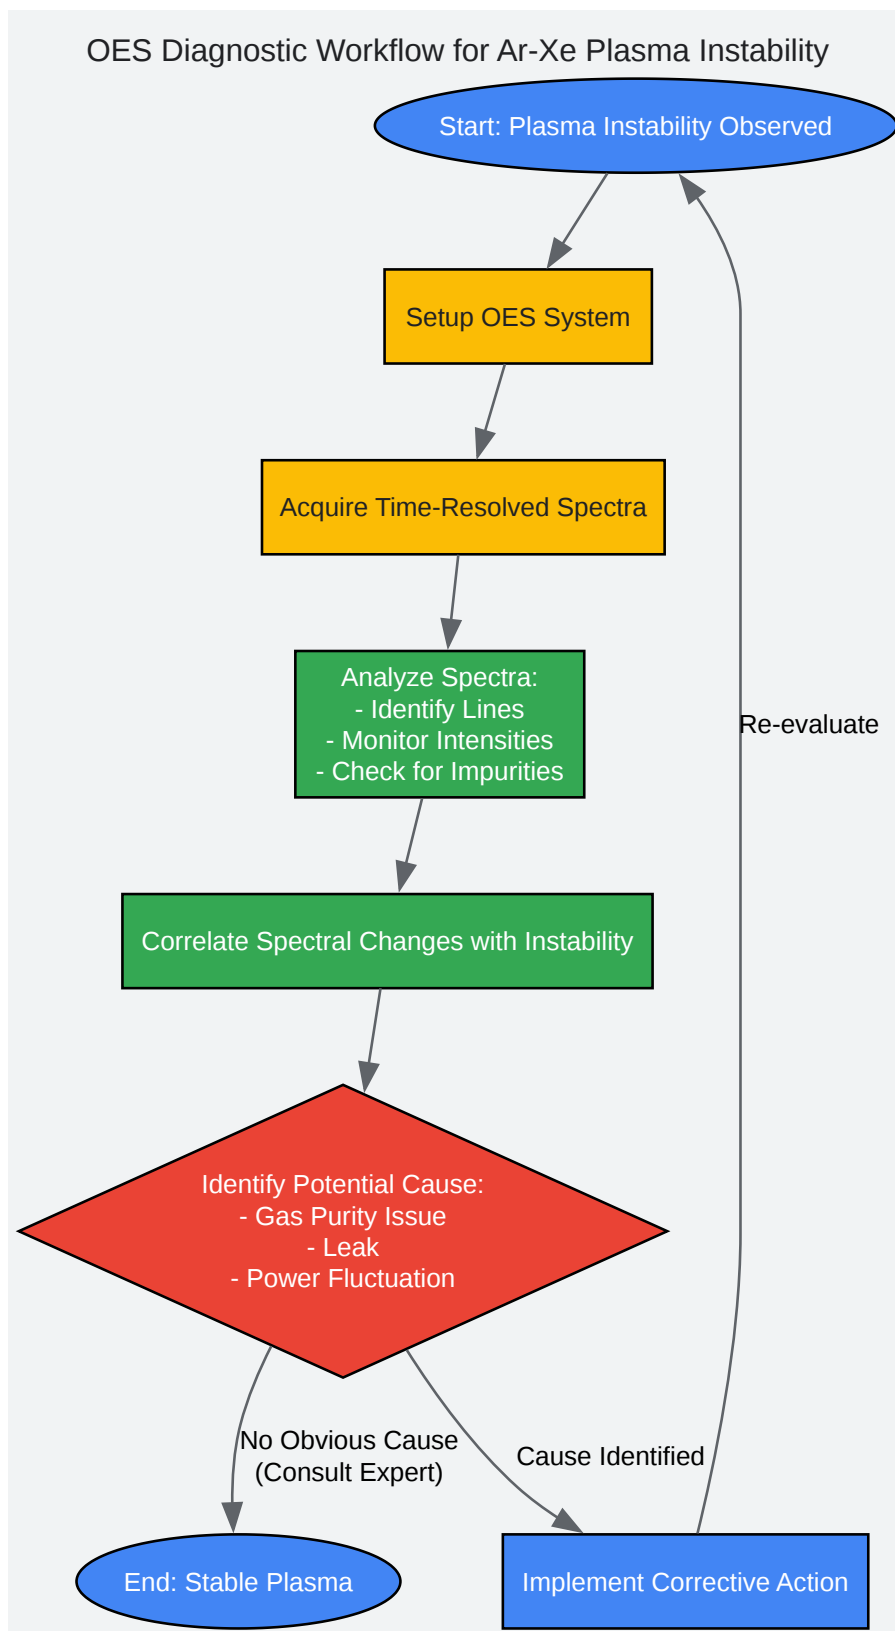 OES Diagnostic Workflow for Ar-Xe Plasma Instability
Start: Plasma Instability Observed
Setup OES System
Acquire Time-Resolved Spectra
Analyze Spectra:
- Identify Lines
- Monitor Intensities
- Check for Impurities
Re-evaluate
Correlate Spectral Changes with Instability
Identify Potential Cause:
- Gas Purity Issue
- Leak
- Power Fluctuation
No Obvious Cause
(Consult Expert)
Cause Identified
End: Stable Plasma
Implement Corrective Action